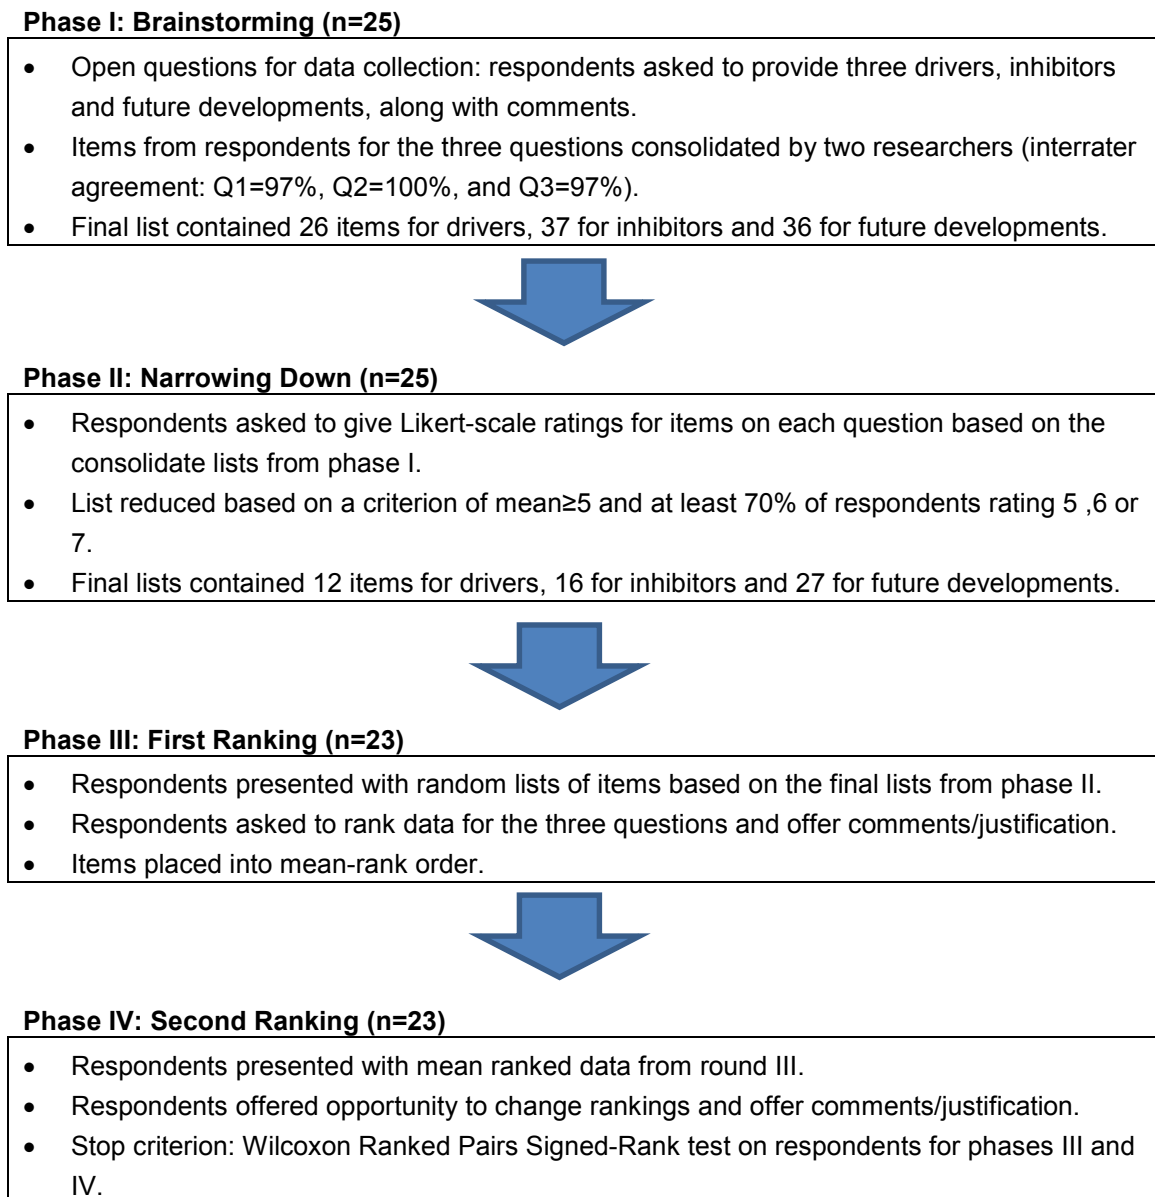 Phase I: Brainstorming (n=25)
• Open questions for data collection: respondents asked to provide three drivers, inhibitors
and future developments, along with comments.
• Items from respondents for the three questions consolidated by two researchers (interrater
agreement: Q1=97%, Q2=100%, and Q3=97%).
• Final list contained 26 items for drivers, 37 for inhibitors and 36 for future developments.
Phase II: Narrowing Down (n=25)
• Respondents asked to give Likert-scale ratings for items on each question based on the
consolidate lists from phase I.
• List reduced based on a criterion of mean≥5 and at least 70% of respondents rating 5 ,6 or
7.
• Final lists contained 12 items for drivers, 16 for inhibitors and 27 for future developments.
Phase III: First Ranking (n=23)
• Respondents presented with random lists of items based on the final lists from phase II.
• Respondents asked to rank data for the three questions and offer comments/justification.
• Items placed into mean-rank order.
Phase IV: Second Ranking (n=23)
• Respondents presented with mean ranked data from round III.
• Respondents offered opportunity to change rankings and offer comments/justification.
• Stop criterion: Wilcoxon Ranked Pairs Signed-Rank test on respondents for phases III and
IV.